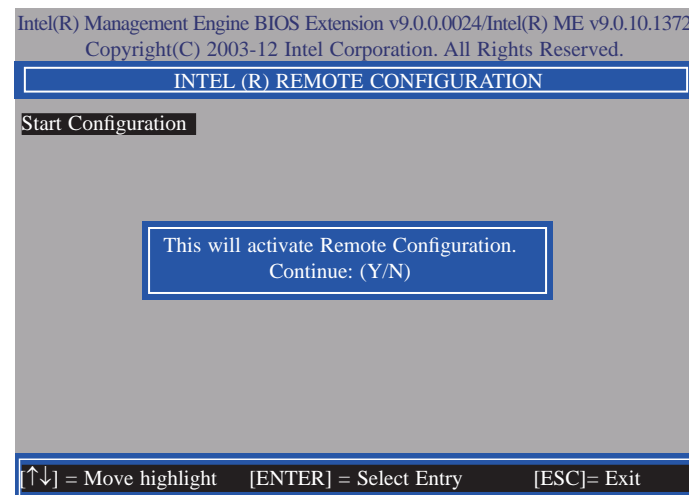 Intel(R) Management Engine BIOS Extension v9.0.0.0024/Intel(R) ME v9.0.10.1372
Copyright(C) 2003-12 Intel Corporation. All Rights Reserved.
INTEL (R) REMOTE CONFIGURATION
Start Configuration
This will activate Remote Configuration.
Continue: (Y/N)
[↑↓] = Move highlight [ENTER] = Select Entry [ESC]= Exit